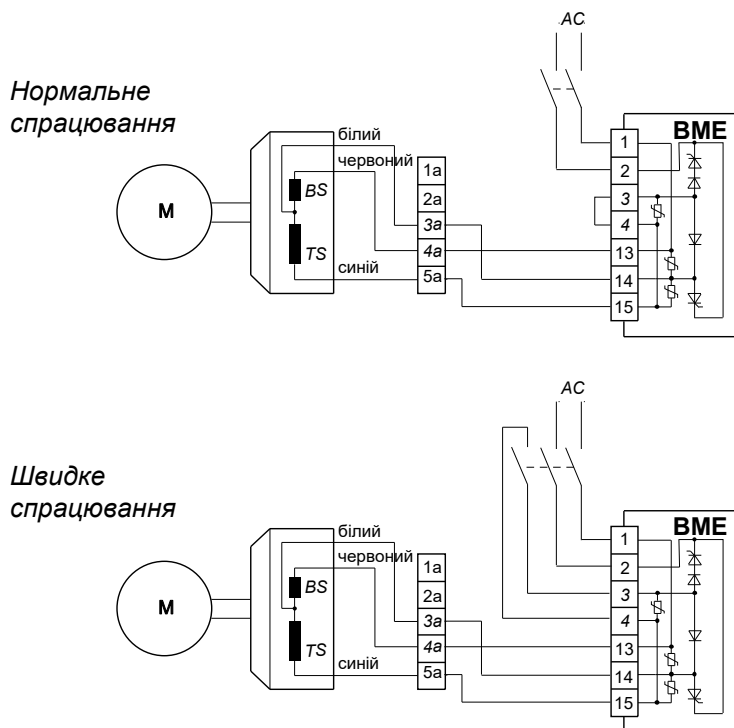 AC
Нормальне
спрацювання
BME
білий
червоний
1
1a
2
BS
2a
3
M
3a
4
4a
13
TS
синій
5a
14
15
AC
Швидке
спрацювання
BME
білий
1
червоний
1a
2
BS
2a
3
M
3a
4
4a
13
TS
синій
5a
14
15